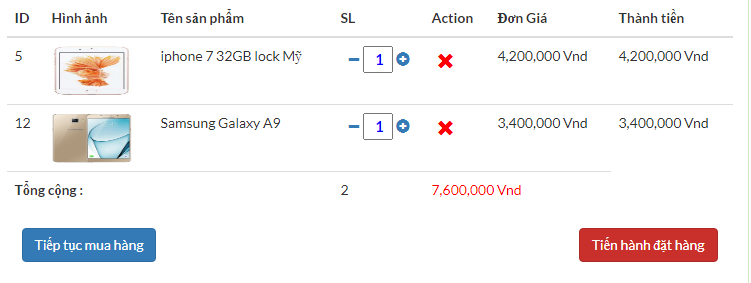 ID Hình ảnh Tên sản phẩm SL Action Đơn Giá Thành tiền
5 iphone 7 32GB lock Mỹ 1 4,200,000 Vnd 4,200,000 Vnd
12 Samsung Galaxy A9 1 3,400,000 Vnd 3,400,000 Vnd
Tổng cộng : 2 7,600,000 Vnd
Tiếp tục mua hàng Tiến hành đặt hàng